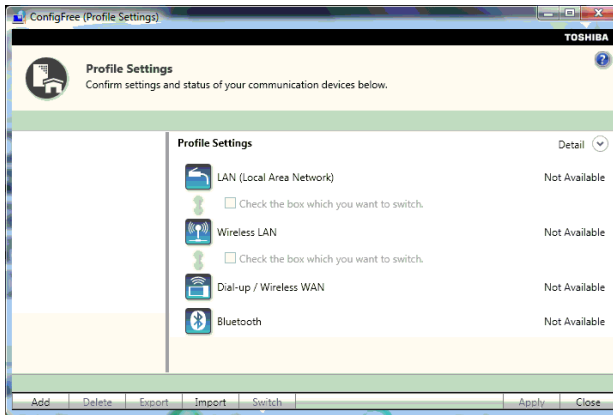 ConfigFree (Profile Settings)
TOSHIBA
Profile Settings
Confirm settings and status of your communication devices below.
?
Profile Settings
Detail
LAN (Local Area Network)
Not Available
Check the box which you want to switch.
Wireless LAN
Not Available
Check the box which you want to switch.
Dial-up / Wireless WAN
Not Available
Bluetooth
Not Available
Add Delete Export Import Switch Apply Close